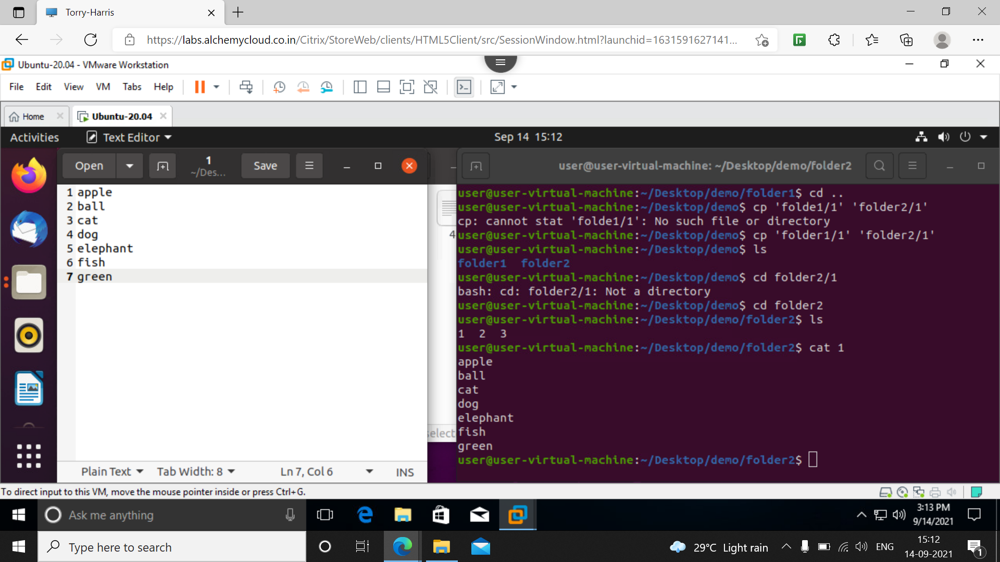 Torry-Harris
https://labs.alchemycloud.co.in/Citrix/StoreWeb/clients/HTML5Client/src/SessionWindow.html?launchid=1631591627141...
Ubuntu-20.04 - VMware Workstation
File Edit View VM Tabs Help
Home Ubuntu-20.04
Activities Text Editor Sep 14 15:12
Open 1 ~/Des... Save
1 apple
2 ball
3 cat
4 dog
5 elephant
6 fish
7 green
Plain Text Tab Width: 8 Ln 7, Col 6 INS
4
select
user@user-virtual-machine: ~/Desktop/demo/folder2
user@user-virtual-machine:~/Desktop/demo/folder1$ cd ..
user@user-virtual-machine:~/Desktop/demo$ cp 'folde1/1' 'folder2/1'
cp: cannot stat 'folde1/1': No such file or directory
user@user-virtual-machine:~/Desktop/demo$ cp 'folder1/1' 'folder2/1'
user@user-virtual-machine:~/Desktop/demo$ ls
folder1 folder2
user@user-virtual-machine:~/Desktop/demo$ cd folder2/1
bash: cd: folder2/1: Not a directory
user@user-virtual-machine:~/Desktop/demo$ cd folder2
user@user-virtual-machine:~/Desktop/demo/folder2$ ls
1 2 3
user@user-virtual-machine:~/Desktop/demo/folder2$ cat 1
apple
ball
cat
dog
elephant
fish
green
user@user-virtual-machine:~/Desktop/demo/folder2$
To direct input to this VM, move the mouse pointer inside or press Ctrl+G.
Ask me anything
3:13 PM
9/14/2021
Type here to search
29°C Light rain ENG
15:12
14-09-2021
1